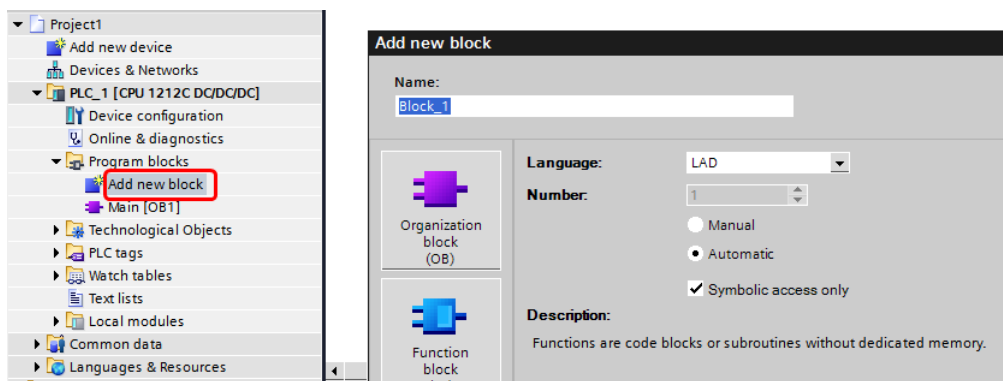 Project1
Add new device
Devices & Networks
PLC_1 [CPU 1212C DC/DC/DC]
Device configuration
Online & diagnostics
Program blocks
Add new block
Main [OB1]
Technological Objects
PLC tags
Watch tables
Text lists
Local modules
Common data
Languages & Resources
Add new block
Name:
Block_1
Organization
block
(OB)
Function
block
Language:
LAD
Number:
1
Manual
Automatic
Symbolic access only
Description:
Functions are code blocks or subroutines without dedicated memory.